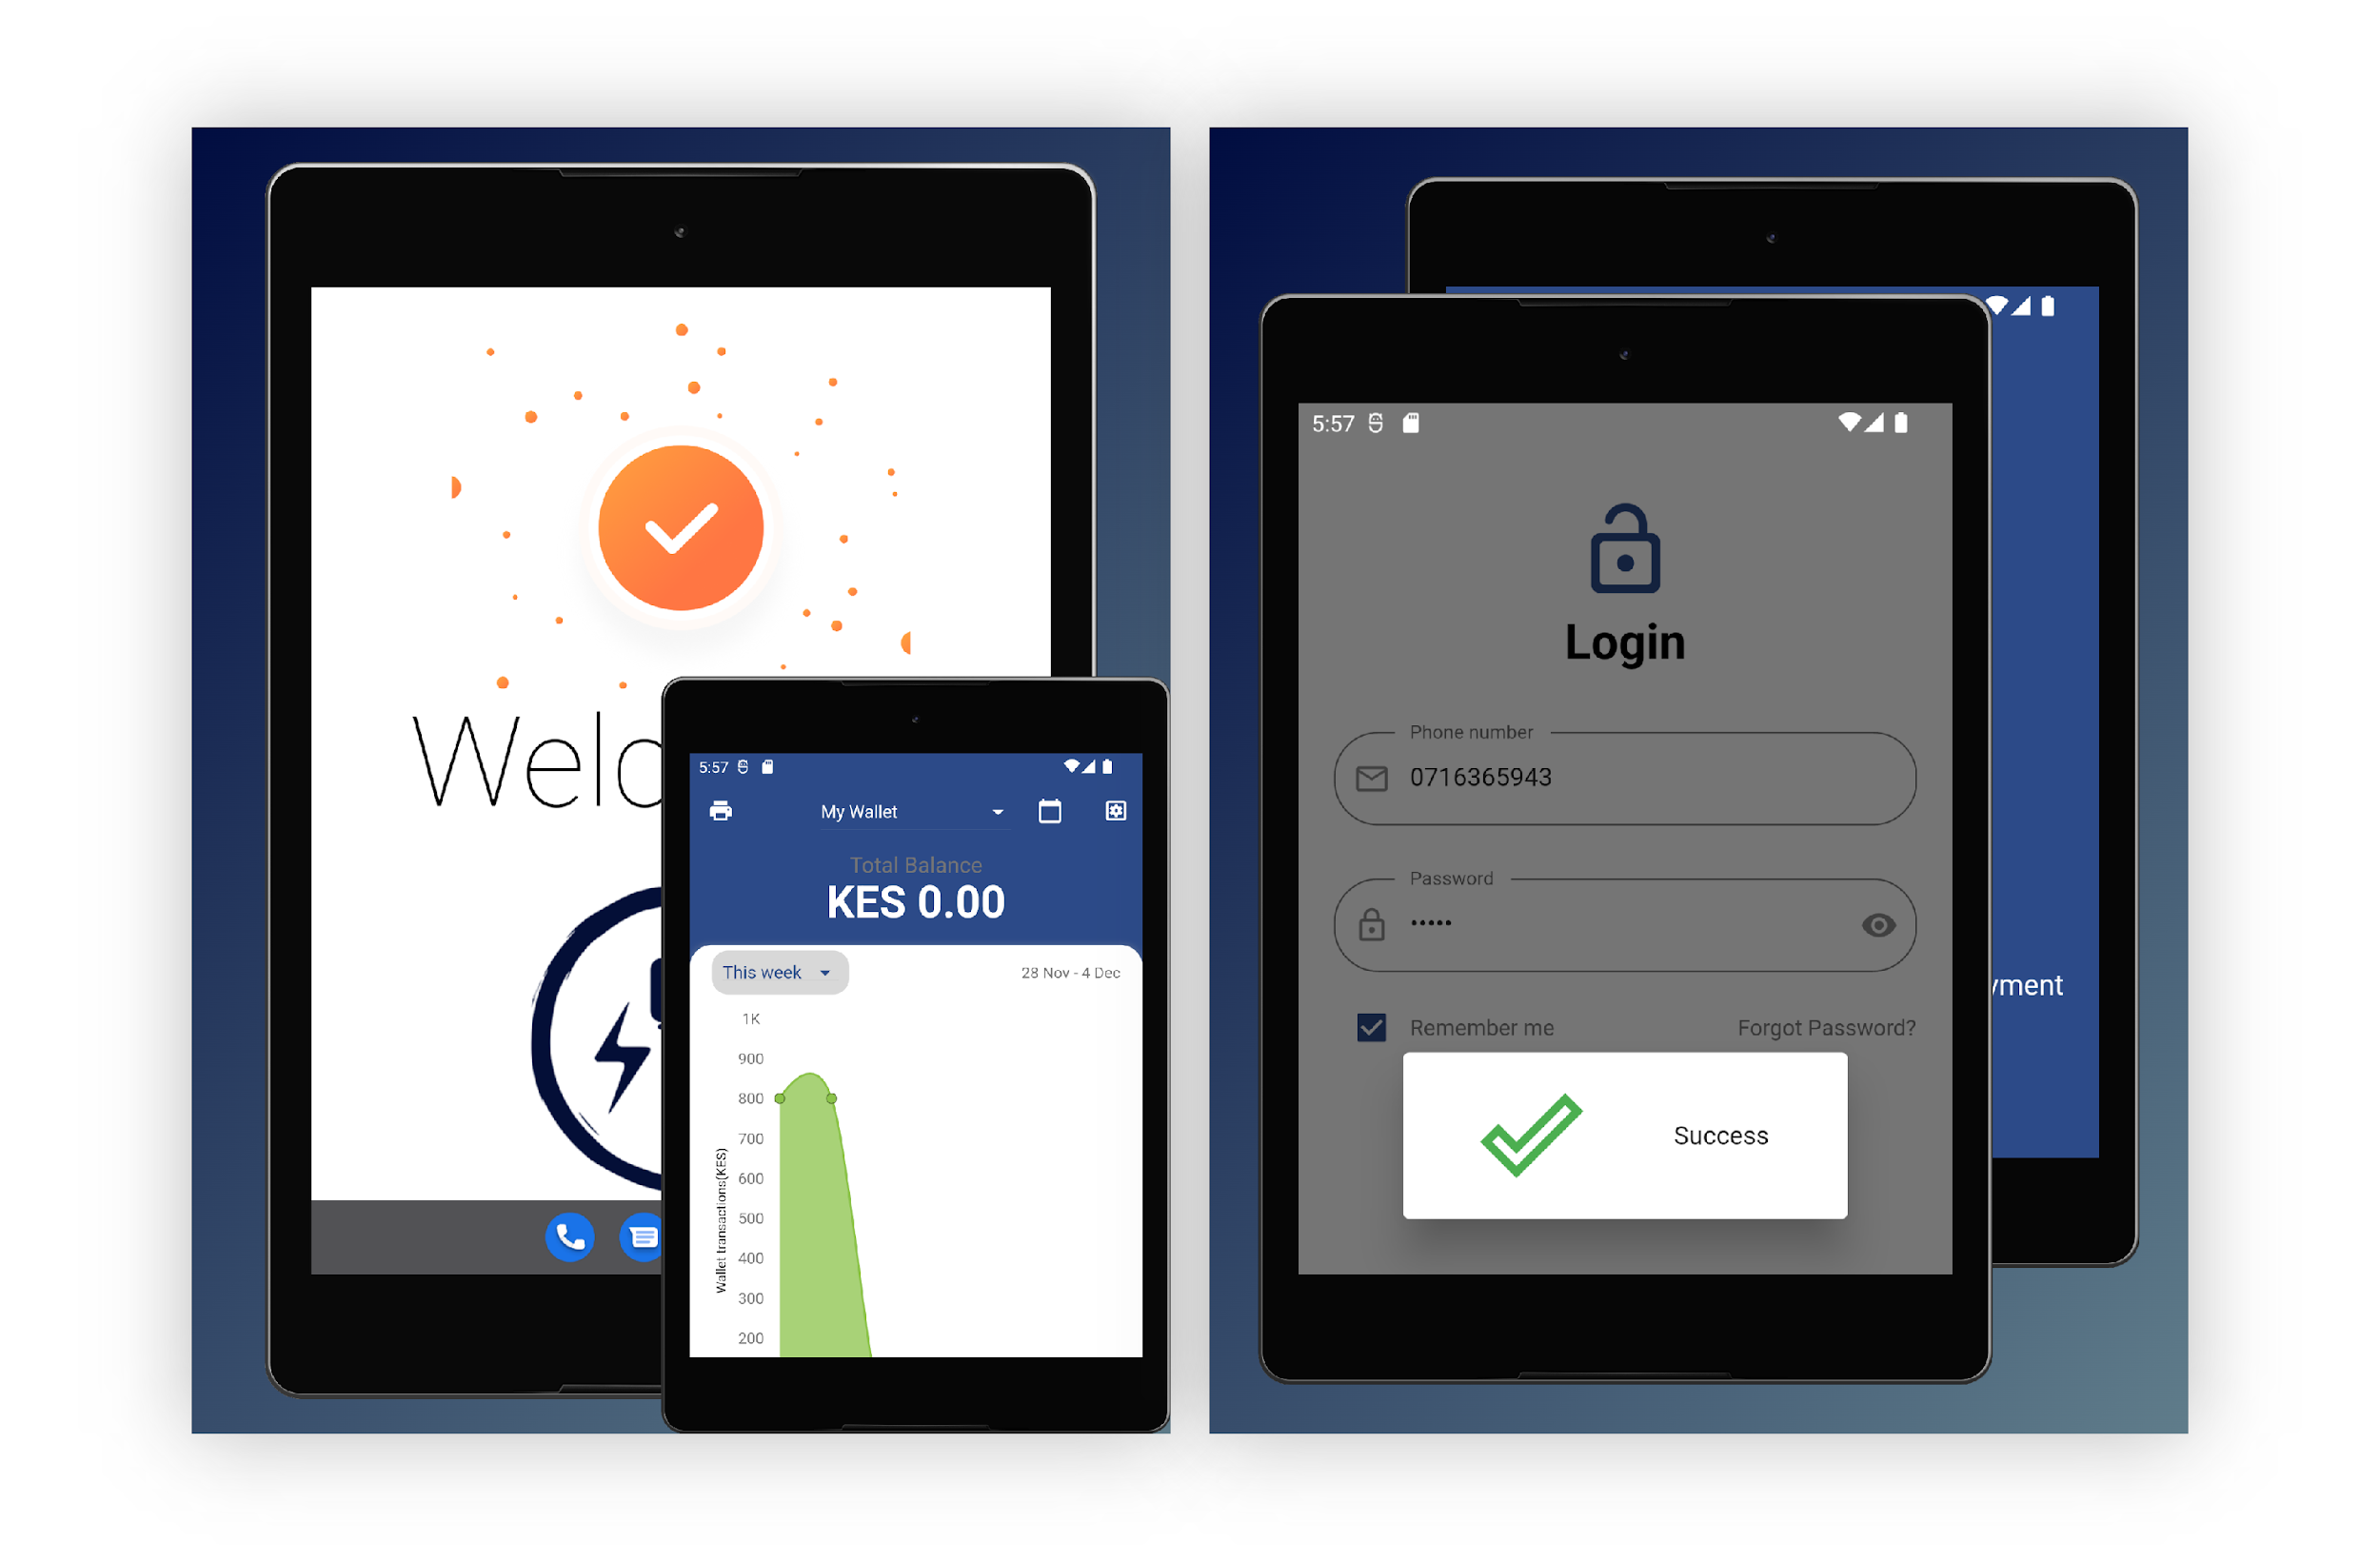 Welc
5:57
My Wallet
Total Balance
KES 0.00
This week
28 Nov - 4 Dec
1K
900
800
700
600
500
400
300
200
Wallet transactions(KES)
5:57
Login
Phone number
0716365943
Password
•••••
Remember me
Forgot Password?
Success
yment